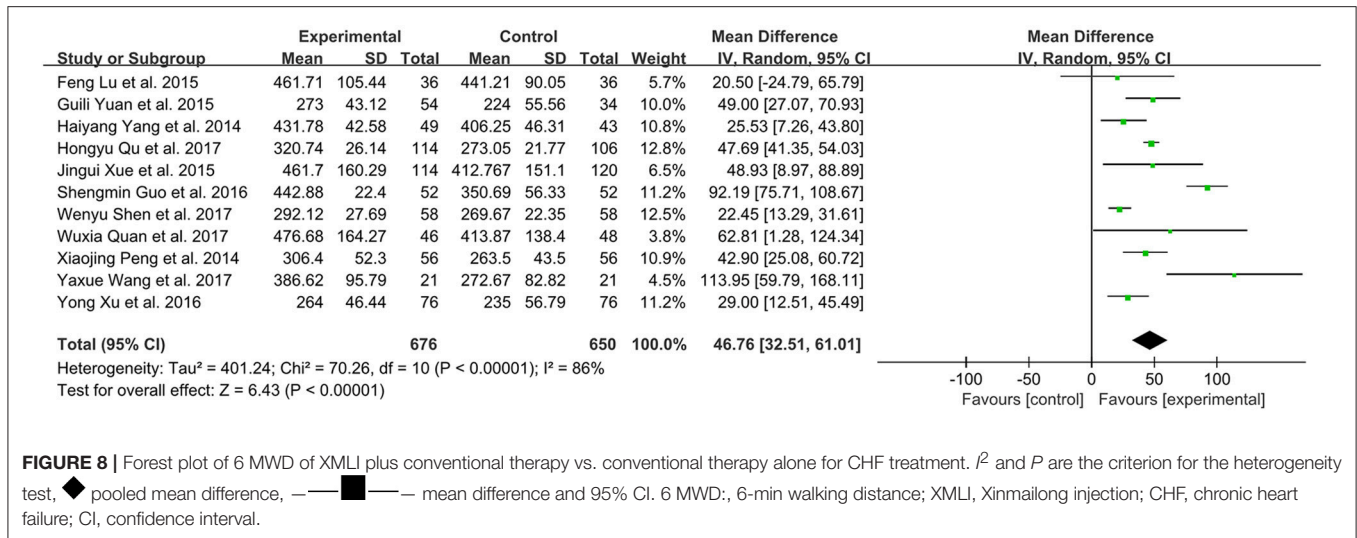 Experimental Control Mean Difference Mean Difference
Study or Subgroup Mean SD Total Mean SD Total Weight IV, Random, 95% CI IV, Random, 95% CI
Feng Lu et al. 2015 461.71 105.44 36 441.21 90.05 36 5.7% 20.50 [-24.79, 65.79]
Guili Yuan et al. 2015 273 43.12 54 224 55.56 34 10.0% 49.00 [27.07, 70.93]
Haiyang Yang et al. 2014 431.78 42.58 49 406.25 46.31 43 10.8% 25.53 [7.26, 43.80]
Hongyu Qu et al. 2017 320.74 26.14 114 273.05 21.77 106 12.8% 47.69 [41.35, 54.03]
Jingui Xue et al. 2015 461.7 160.29 114 412.767 151.1 120 6.5% 48.93 [8.97, 88.89]
Shengmin Guo et al. 2016 442.88 22.4 52 350.69 56.33 52 11.2% 92.19 [75.71, 108.67]
Wenyu Shen et al. 2017 292.12 27.69 58 269.67 22.35 58 12.5% 22.45 [13.29, 31.61]
Wuxia Quan et al. 2017 476.68 164.27 46 413.87 138.4 48 3.8% 62.81 [1.28, 124.34]
Xiaojing Peng et al. 2014 306.4 52.3 56 263.5 43.5 56 10.9% 42.90 [25.08, 60.72]
Yaxue Wang et al. 2017 386.62 95.79 21 272.67 82.82 21 4.5% 113.95 [59.79, 168.11]
Yong Xu et al. 2016 264 46.44 76 235 56.79 76 11.2% 29.00 [12.51, 45.49]
Total (95% CI) 676 650 100.0% 46.76 [32.51, 61.01]
Heterogeneity: Tau² = 401.24; Chi² = 70.26, df = 10 (P < 0.00001); I² = 86%
Test for overall effect: Z = 6.43 (P < 0.00001)
-100 -50 0 50 100
Favours [control] Favours [experimental]
FIGURE 8 | Forest plot of 6 MWD of XMLI plus conventional therapy vs. conventional therapy alone for CHF treatment. I² and P are the criterion for the heterogeneity
test, ◆ pooled mean difference, —■— mean difference and 95% CI. 6 MWD:, 6-min walking distance; XMLI, Xinmailong injection; CHF, chronic heart
failure; CI, confidence interval.